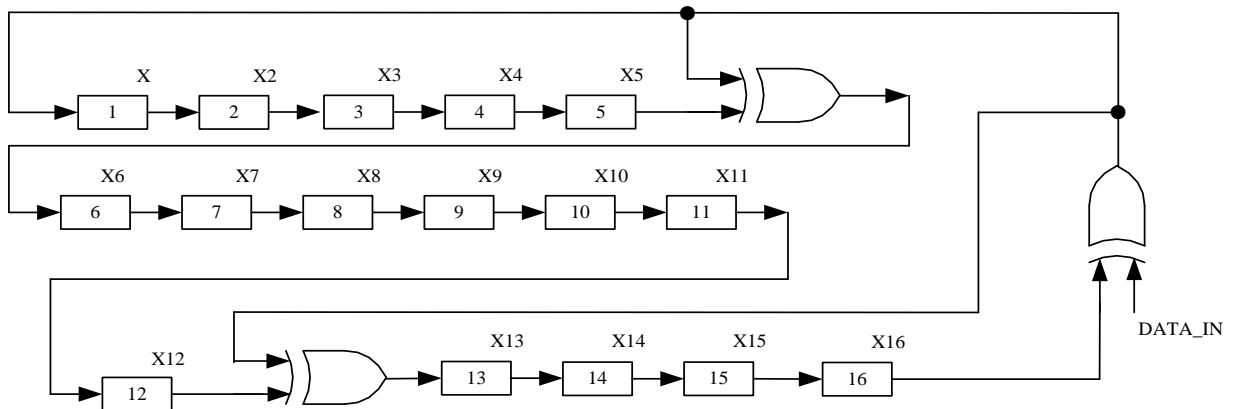 X X2 X3 X4 X5
1 2 3 4 5
X6 X7 X8 X9 X10 X11
6 7 8 9 10 11
DATA_IN
X12 X13 X14 X15 X16
12 13 14 15 16